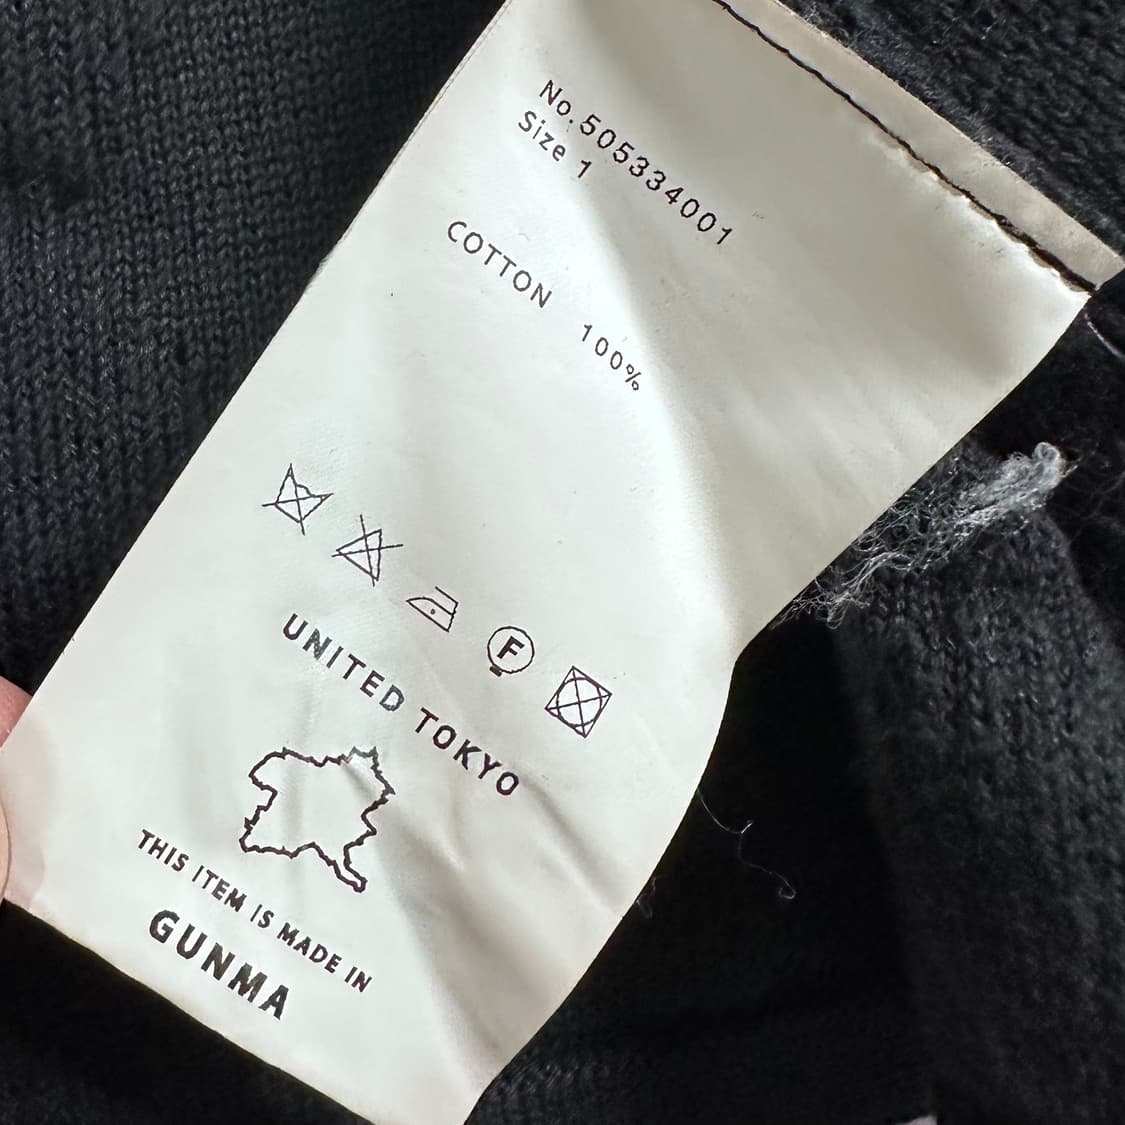 No.505334001
Size 1
COTTON 100%
F
UNITED TOKYO
THIS ITEM IS MADE IN
GUNMA